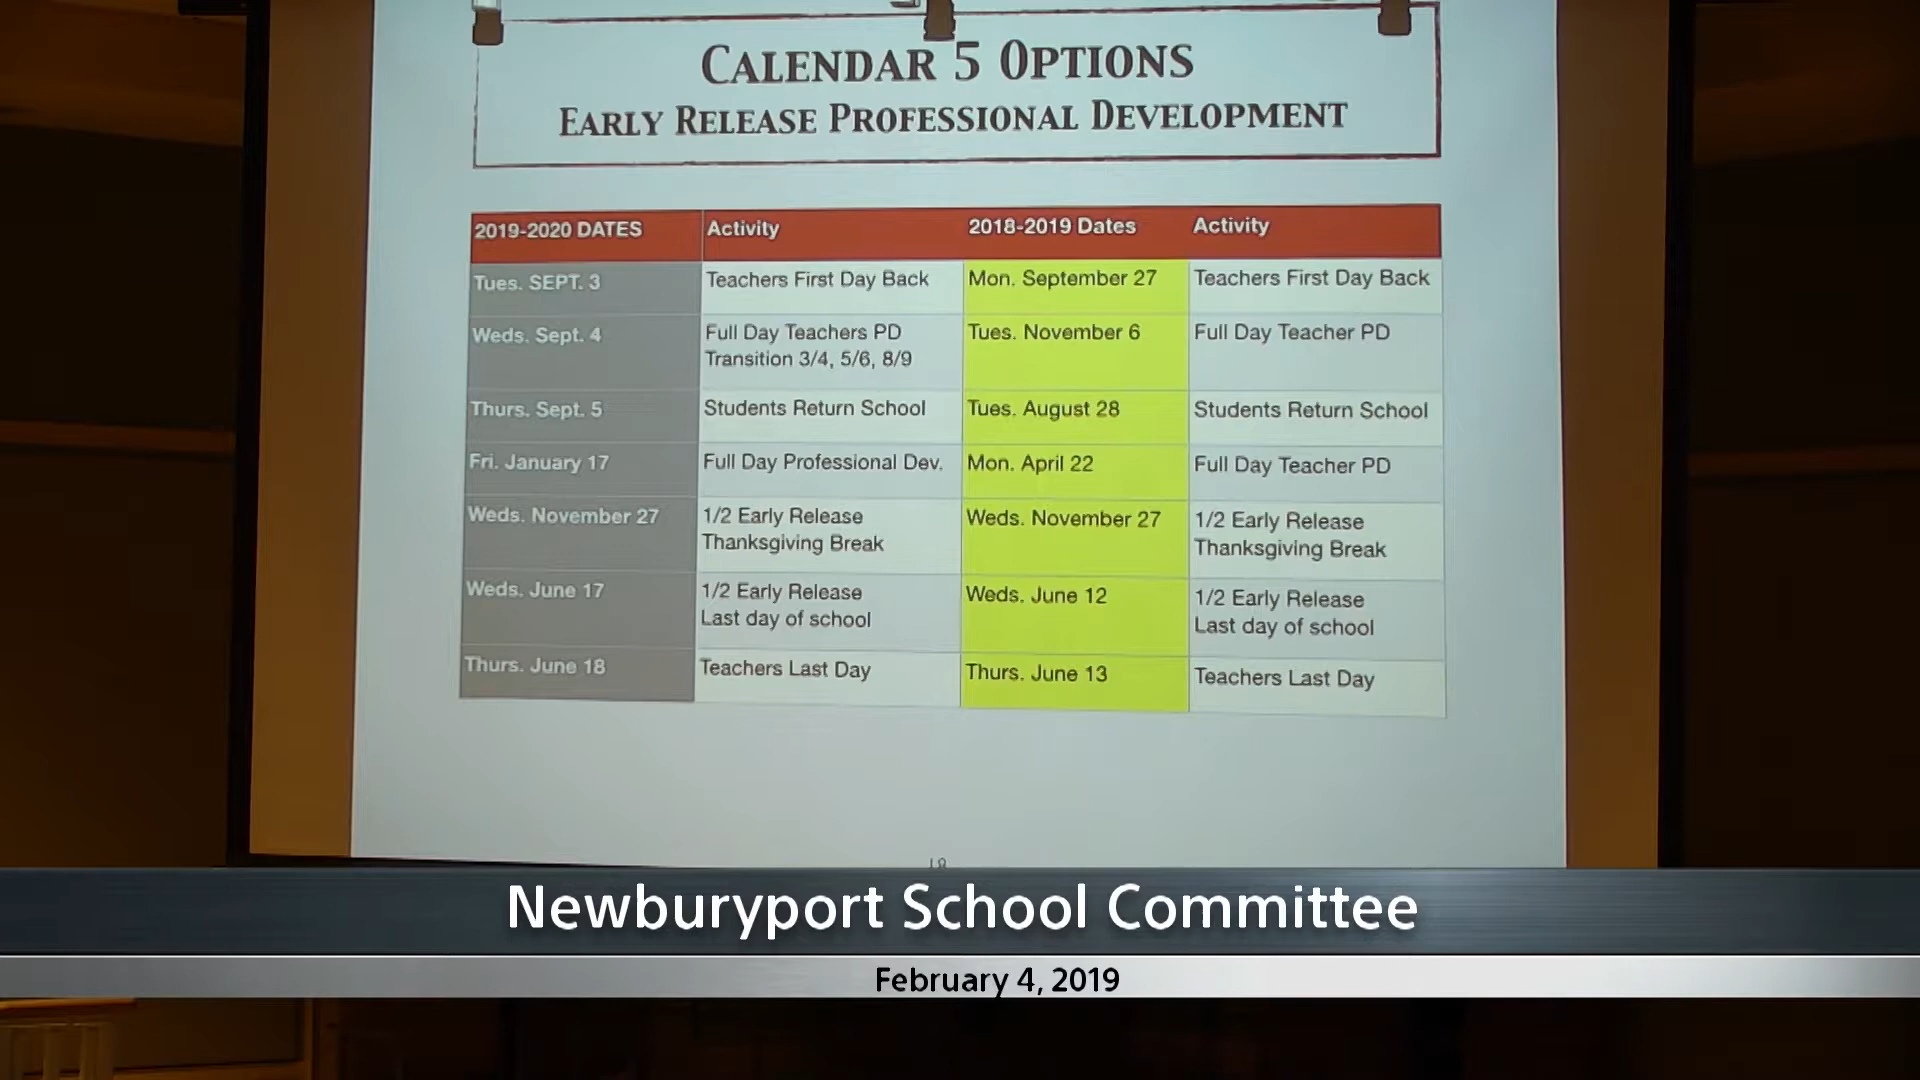 CALENDAR 5 OPTIONS
EARLY RELEASE PROFESSIONAL DEVELOPMENT
2019-2020 DATES Activity 2018-2019 Dates Activity
Tues. SEPT. 3 Teachers First Day Back Mon. September 27 Teachers First Day Back
Weds. Sept. 4 Full Day Teachers PD Tues. November 6 Full Day Teacher PD
Transition 3/4, 5/6, 8/9
Thurs. Sept. 5 Students Return School Tues. August 28 Students Return School
Fri. January 17 Full Day Professional Dev. Mon. April 22 Full Day Teacher PD
Weds. November 27 1/2 Early Release Weds. November 27 1/2 Early Release
Thanksgiving Break Thanksgiving Break
Weds. June 17 1/2 Early Release Weds. June 12 1/2 Early Release
Last day of school Last day of school
Thurs. June 18 Teachers Last Day Thurs. June 13 Teachers Last Day
Newburyport School Committee
February 4, 2019